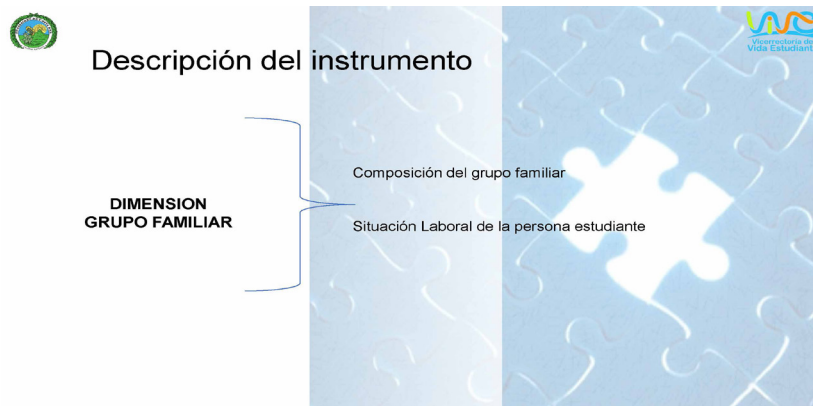 Vicerrectoría de
Vida Estudiant
Descripción del instrumento
Composición del grupo familiar
DIMENSION
GRUPO FAMILIAR
Situación Laboral de la persona estudiante